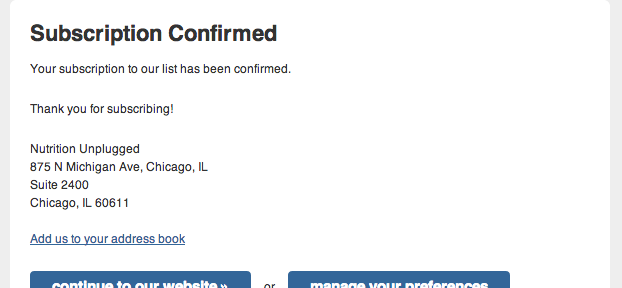 Subscription Confirmed
Your subscription to our list has been confirmed.
Thank you for subscribing!
Nutrition Unplugged
875 N Michigan Ave, Chicago, IL
Suite 2400
Chicago, IL 60611
Add us to your address book
continue to our website » or manage your preferences